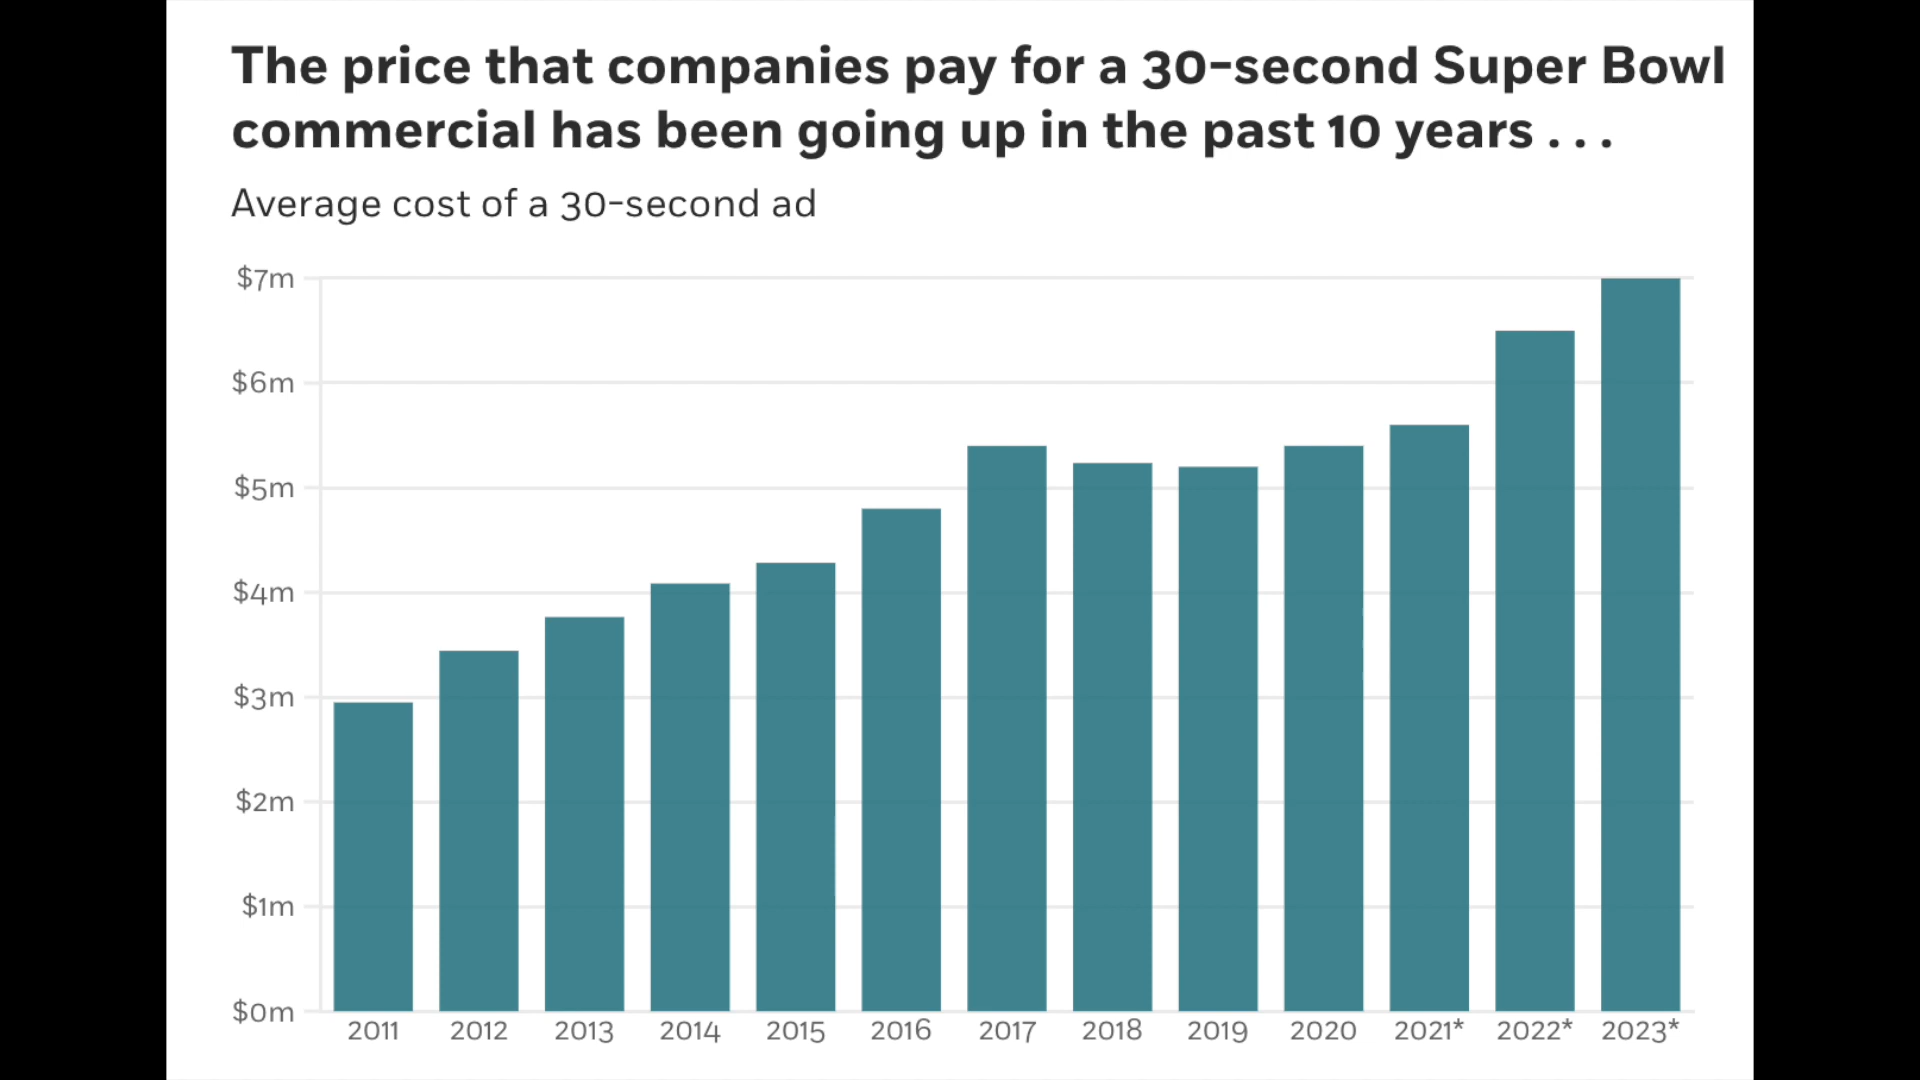 The price that companies pay for a 30-second Super Bowl
commercial has been going up in the past 10 years . . .
Average cost of a 30-second ad
$7m
$6m
$5m
$4m
$3m
$2m
$1m
$0m
2011 2012 2013 2014 2015 2016 2017 2018 2019 2020 2021* 2022* 2023*